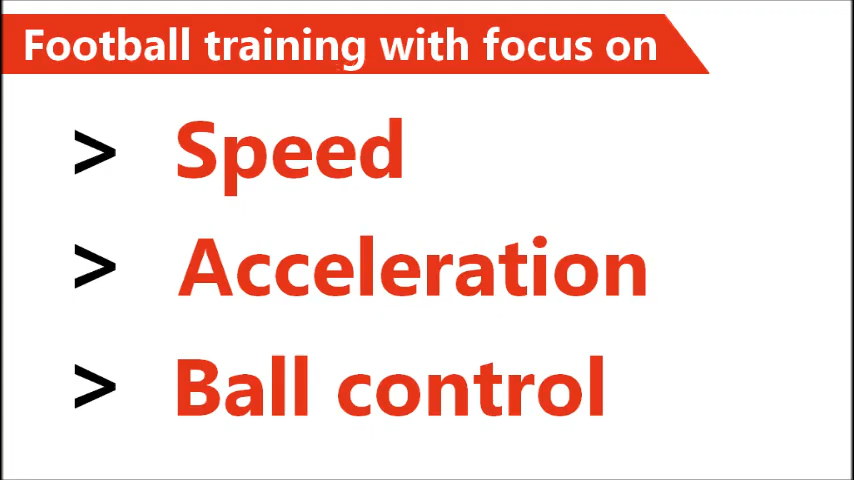 Football training with focus on
> Speed
> Acceleration
> Ball control